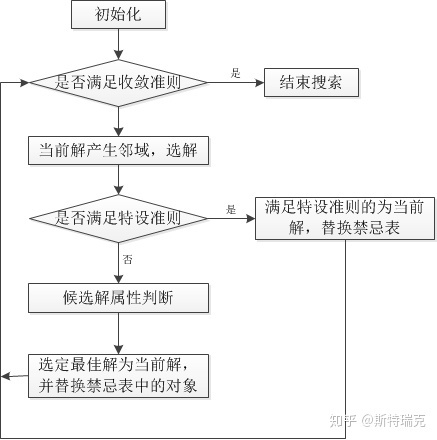 初始化
是否满足收敛准则
是
结束搜索
当前解产生邻域，选解
是否满足特设准则
是
满足特设准则的为当前
解，替换禁忌表
否
候选解属性判断
选定最佳解为当前解，
并替换禁忌表中的对象
知乎 @斯特瑞克